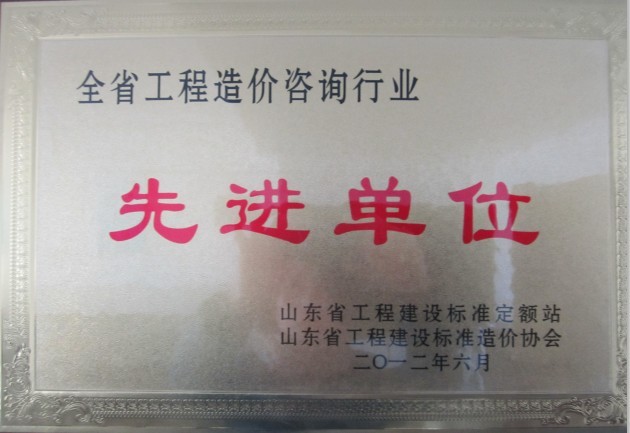 全省工程造价咨询行业
先进单位
山东省工程建设标准定额站
山东省工程建设标准造价协会
二〇一二年六月